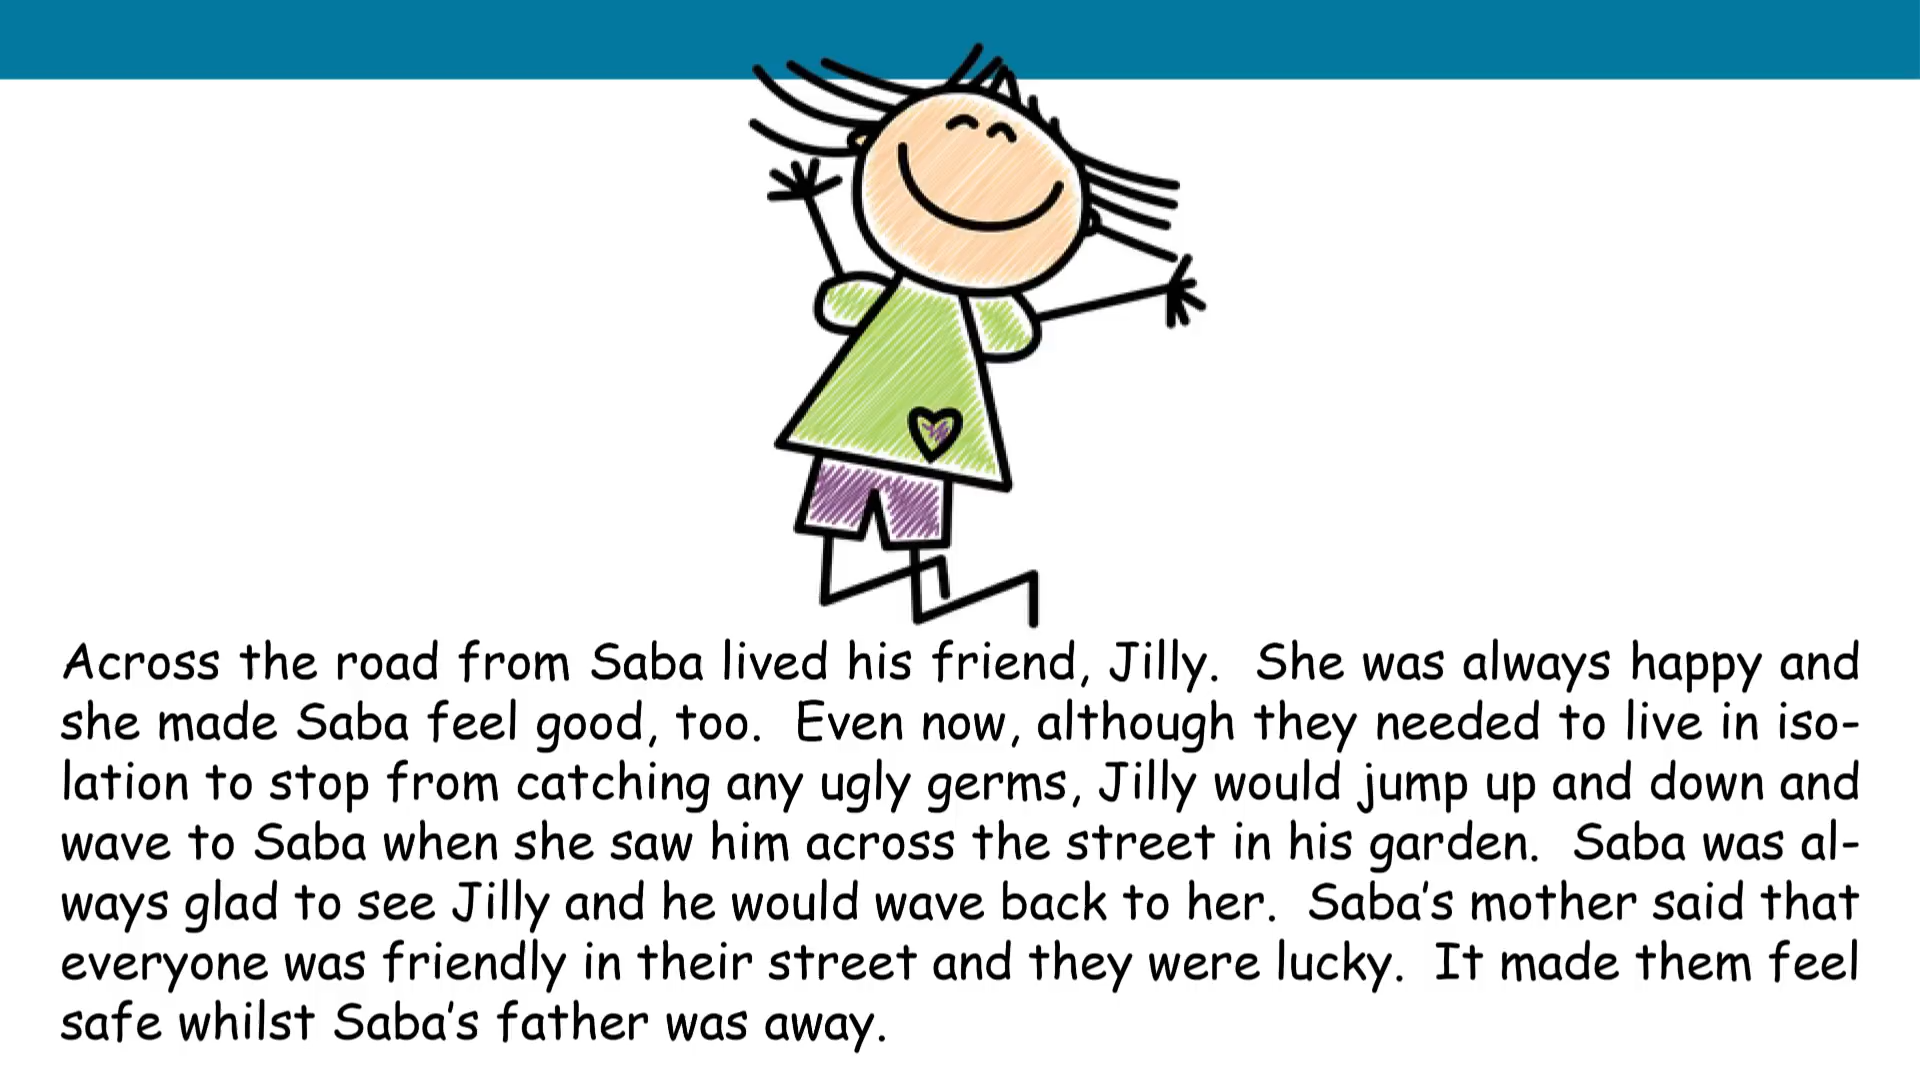 Across the road from Saba lived his friend, Jilly.  She was always happy and
she made Saba feel good, too.  Even now, although they needed to live in iso-
lation to stop from catching any ugly germs, Jilly would jump up and down and
wave to Saba when she saw him across the street in his garden.  Saba was al-
ways glad to see Jilly and he would wave back to her.  Saba's mother said that
everyone was friendly in their street and they were lucky.  It made them feel
safe whilst Saba's father was away.